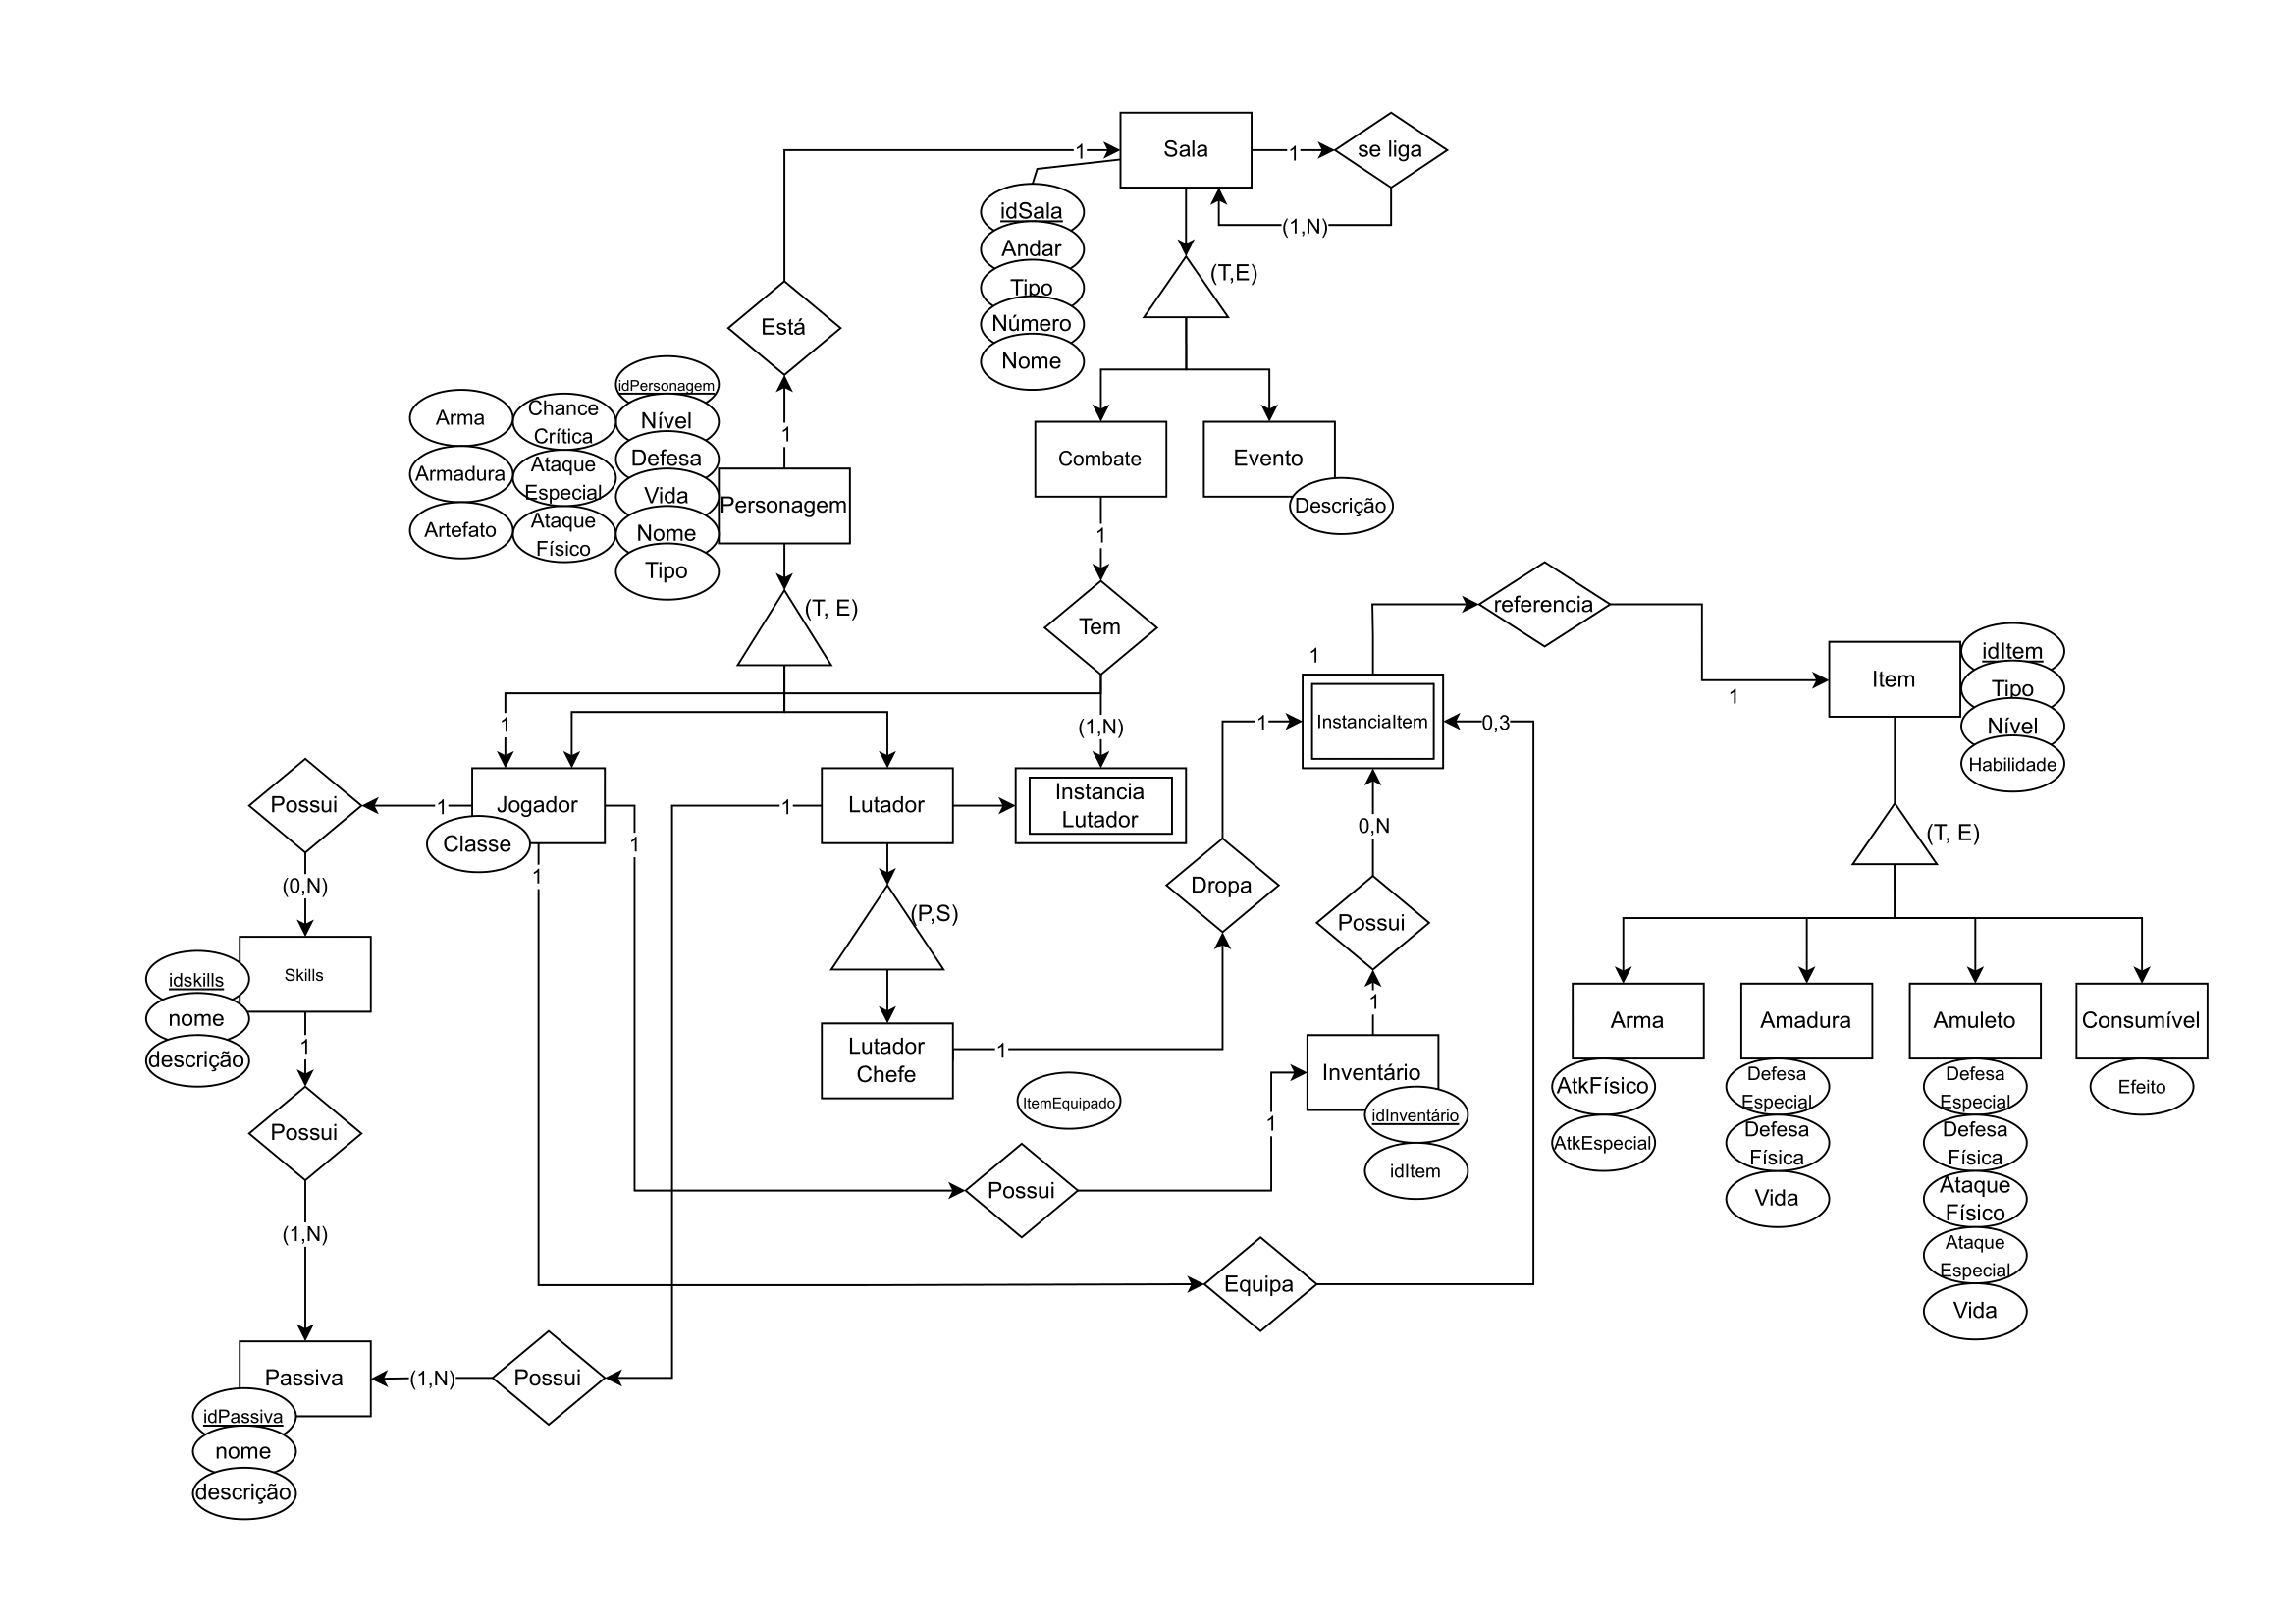 Sala
1
1
se liga
(1,N)
idSala
Andar
Tipo
Número
Nome
(T,E)
Está
1
idPersonagem
Nível
Defesa
Vida
Nome
Tipo
Chance
Crítica
Ataque
Especial
Ataque
Físico
Arma
Armadura
Artefato
Personagem
(T, E)
Combate
Evento
Descrição
1
Tem
1
(1,N)
referencia
1
1
Item
idItem
Tipo
Nível
Habilidade
(T, E)
InstanciaItem
1
0,3
0,N
Possui
1
Jogador
Classe
1
1
Lutador
1
Instancia
Lutador
Possui
(0,N)
Skills
idskills
nome
descrição
1
Possui
(1,N)
(P,S)
Lutador
Chefe
1
Dropa
Possui
1
Inventário
idInventário
idItem
ItemEquipado
Possui
1
Equipa
Arma
AtkFísico
AtkEspecial
Amadura
Defesa
Especial
Defesa
Física
Vida
Amuleto
Defesa
Especial
Defesa
Física
Ataque
Físico
Ataque
Especial
Vida
Consumível
Efeito
Passiva
idPassiva
nome
descrição
(1,N)
Possui